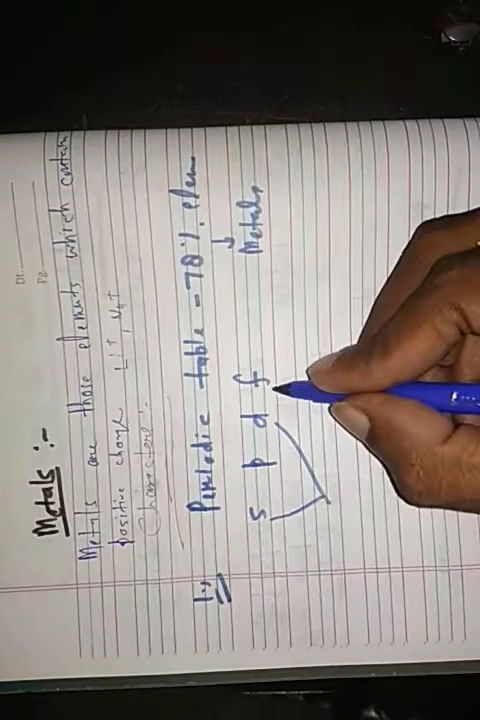 Dt.
Pg.
Metals :-
Metals are those elements which contain
positive charge Li+, Na+
Characters :-
1) Periodic table - 78%. elem
↓
s p d f Metals